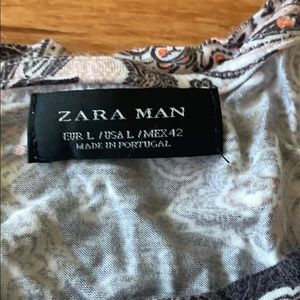 ZARA MAN
EUR L / USA L / MEX 42
MADE IN PORTUGAL